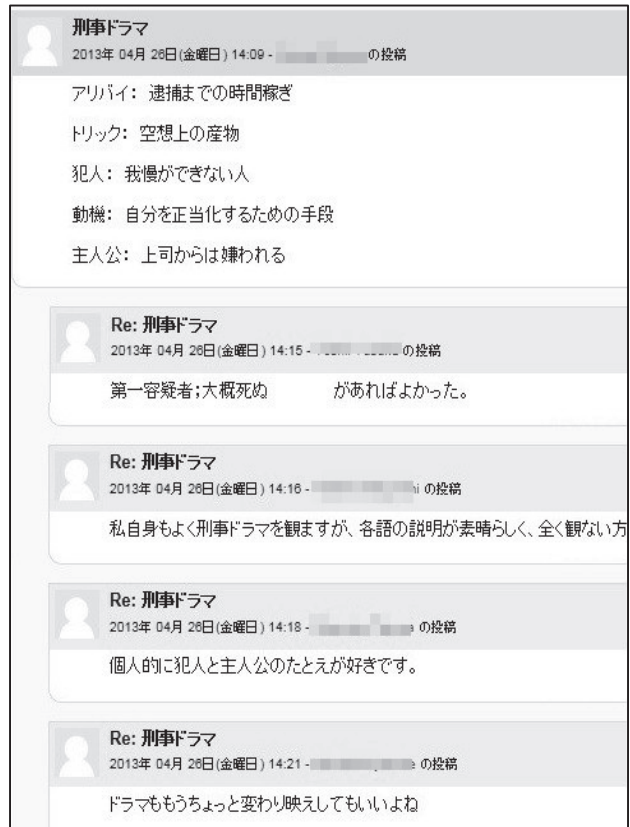 刑事ドラマ
2013年 04月 26日(金曜日) 14:09 - の投稿
アリバイ: 逮捕までの時間稼ぎ
トリック: 空想上の産物
犯人: 我慢ができない人
動機: 自分を正当化するための手段
主人公: 上司からは嫌われる
Re: 刑事ドラマ
2013年 04月 26日(金曜日) 14:15 - の投稿
第一容疑者;大概死ぬ　　　があればよかった。
Re: 刑事ドラマ
2013年 04月 26日(金曜日) 14:16 - の投稿
私自身もよく刑事ドラマを観ますが、各語の説明が素晴らしく、全く観ない方
Re: 刑事ドラマ
2013年 04月 26日(金曜日) 14:18 - の投稿
個人的に犯人と主人公のたとえが好きです。
Re: 刑事ドラマ
2013年 04月 26日(金曜日) 14:21 - の投稿
ドラマももうちょっと変わり映えしてもいいよね